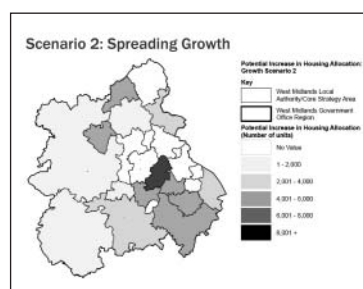 Scenario 2: Spreading Growth
Potential Increase in Housing Allocation:
Growth Scenario 2
Key
West Midlands Local
Authority/Core Strategy Area
West Midlands Government
Office Region
Potential Increase in Housing Allocation
(Number of units)
No Value
1 - 2,000
2,001 - 4,000
4,001 - 6,000
6,001 - 8,000
8,001 +